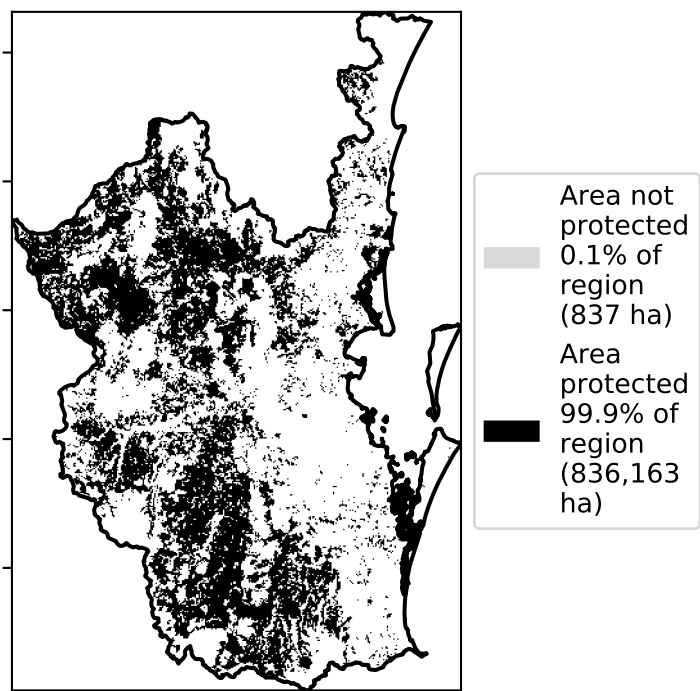 Area not
protected
0.1% of
region
(837 ha)
Area
protected
99.9% of
region
(836,163
ha)